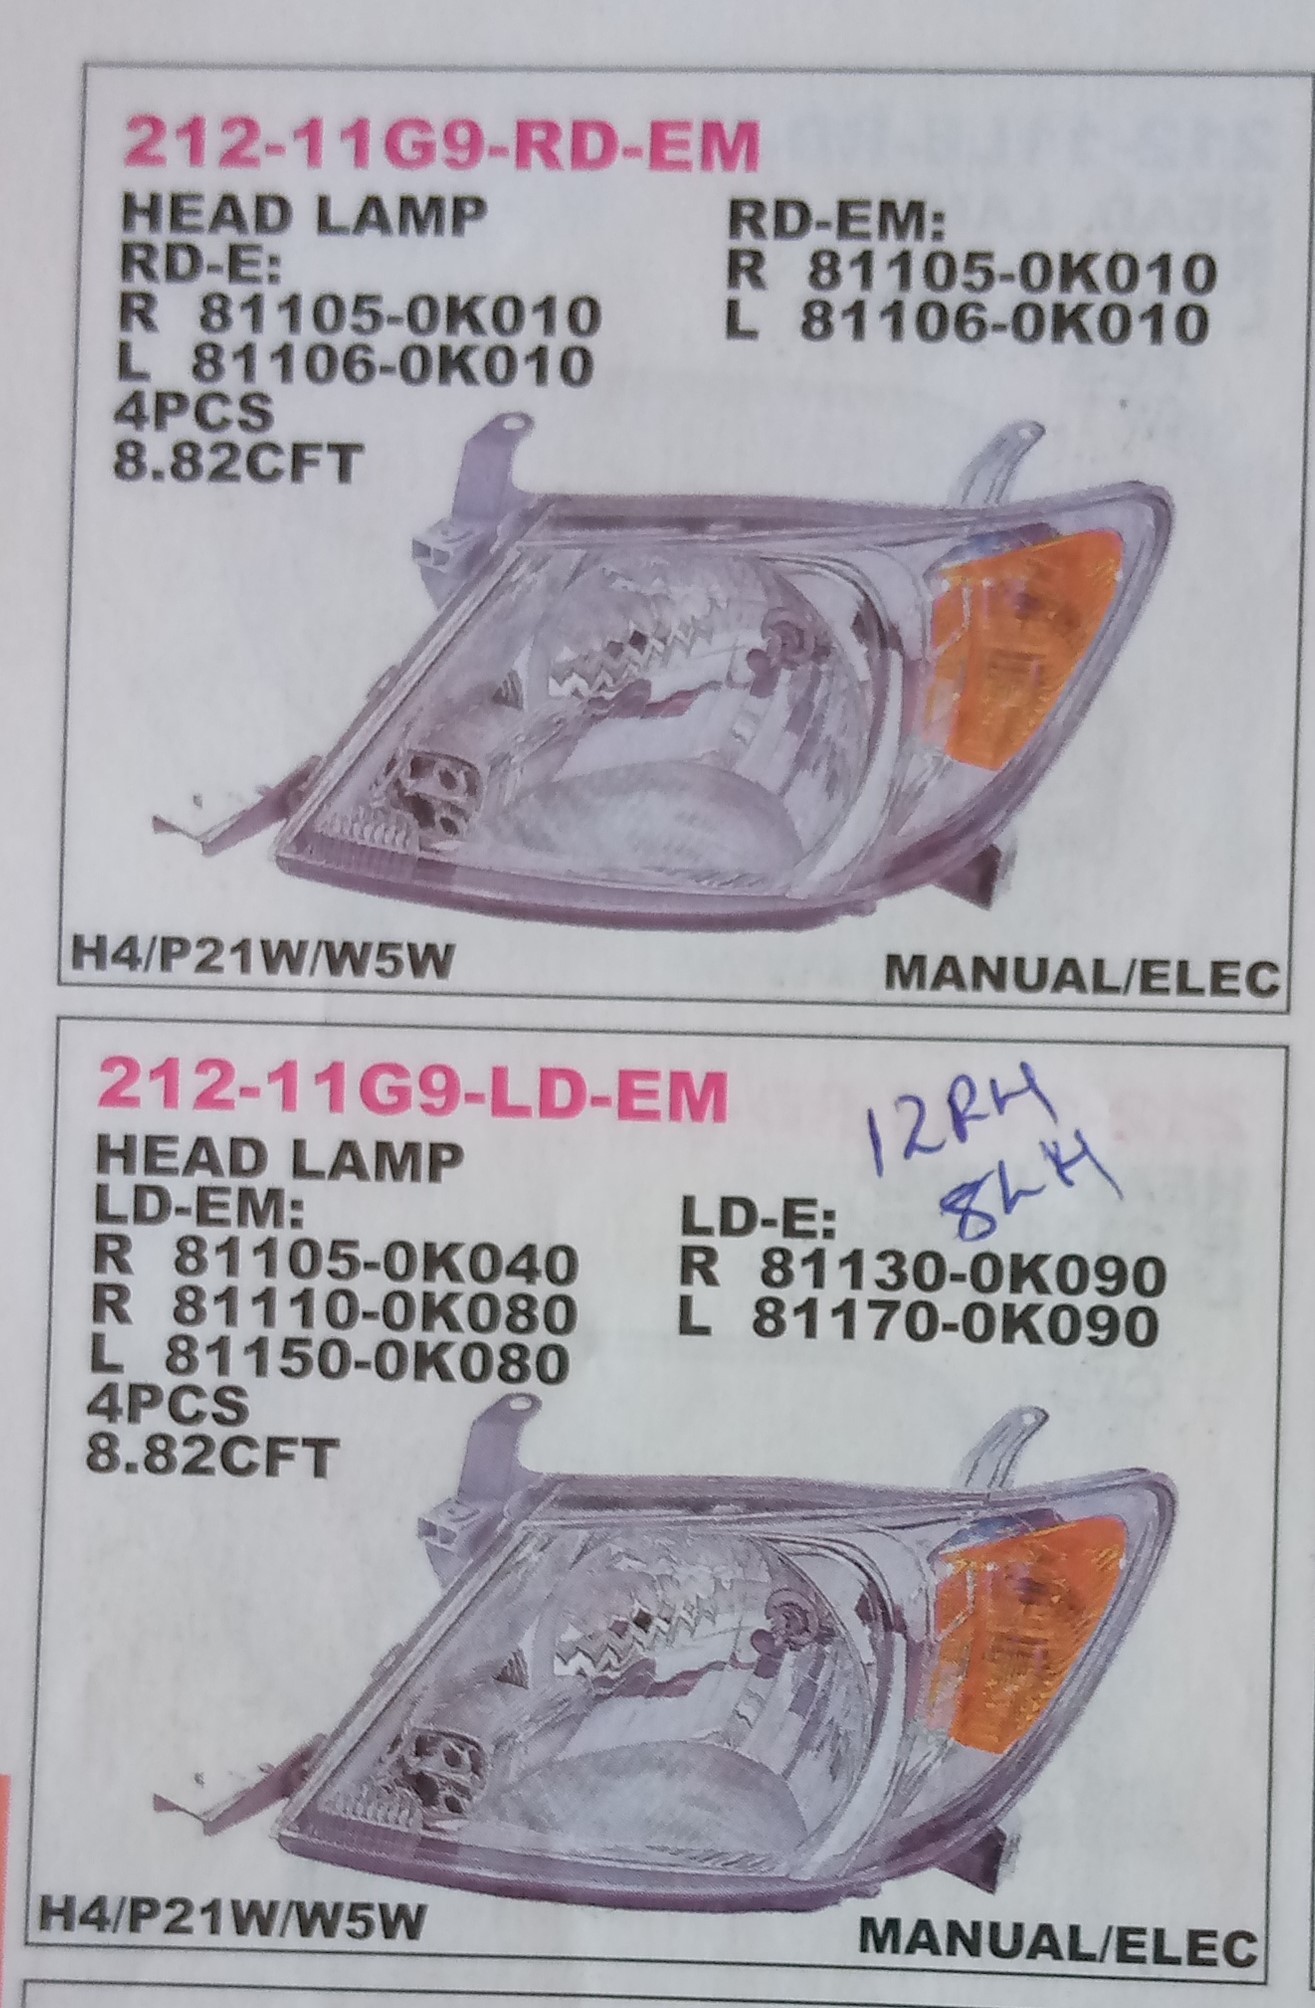 212-11G9-RD-EM
HEAD LAMP
RD-E:
R 81105-0K010
L 81106-0K010
4PCS
8.82CFT
RD-EM:
R 81105-0K010
L 81106-0K010
H4/P21W/W5W
MANUAL/ELEC
212-11G9-LD-EM
12RH
8LH
HEAD LAMP
LD-EM:
R 81105-0K040
R 81110-0K080
L 81150-0K080
4PCS
8.82CFT
LD-E:
R 81130-0K090
L 81170-0K090
H4/P21W/W5W
MANUAL/ELEC